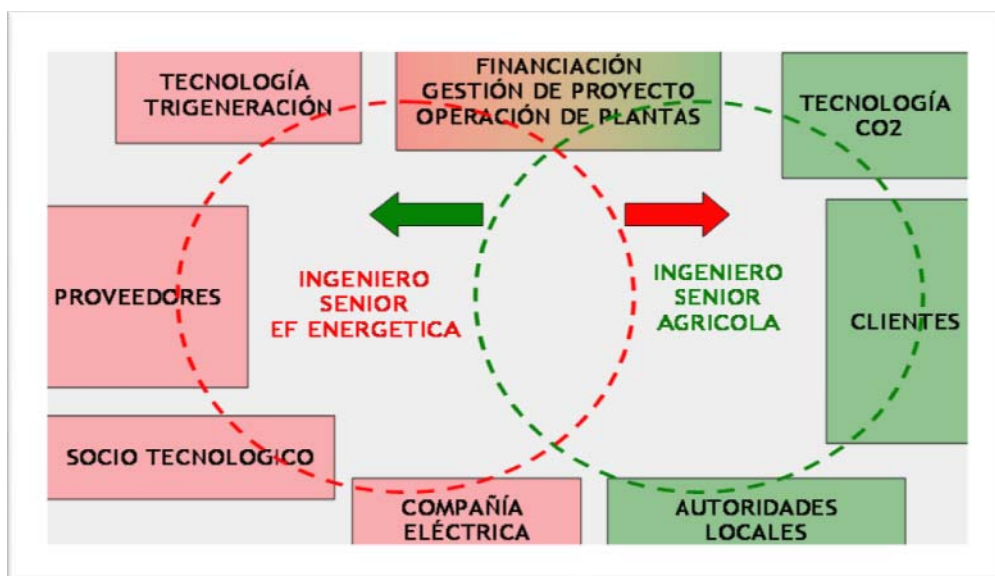 TECNOLOGÍA
TRIGENERACIÓN
FINANCIACIÓN
GESTIÓN DE PROYECTO
OPERACIÓN DE PLANTAS
TECNOLOGÍA
CO2
PROVEEDORES
INGENIERO
SENIOR
EF ENERGETICA
INGENIERO
SENIOR
AGRICOLA
CLIENTES
SOCIO TECNOLOGICO
COMPAÑÍA
ELÉCTRICA
AUTORIDADES
LOCALES